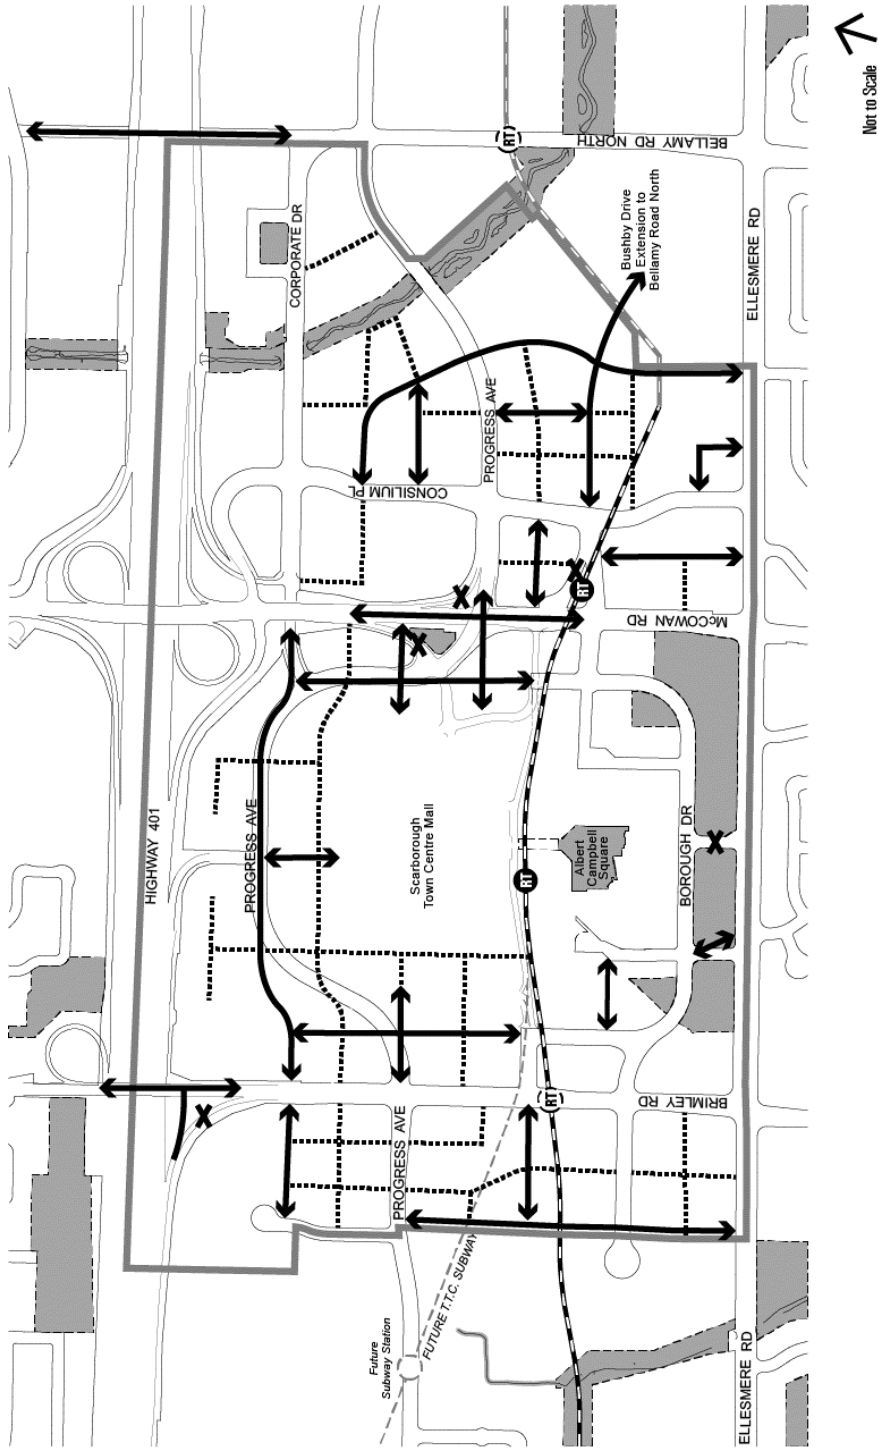 Not to Scale
BELLAMY RD NORTH
RT
CORPORATE DR
Bushby Drive
Extension to
Bellamy Road North
ELLESMERE RD
PROGRESS AVE
CONSILIUM PL
RT
McCOWAN RD
HIGHWAY 401
PROGRESS AVE
Scarborough
Town Centre Mall
RT
Albert
Campbell
Square
BOROUGH DR
RT
BRIMLEY RD
PROGRESS AVE
FUTURE T.T.C. SUBWAY
Future
Subway Station
ELLESMERE RD